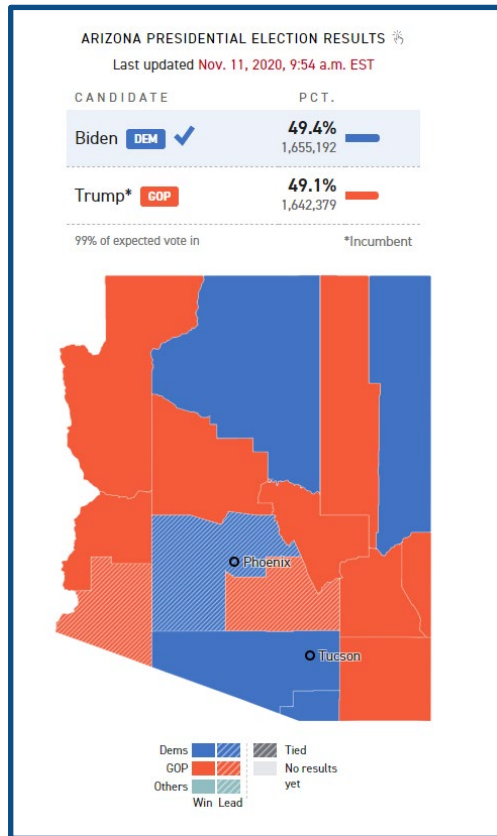 ARIZONA PRESIDENTIAL ELECTION RESULTS
Last updated Nov. 11, 2020, 9:54 a.m. EST
CANDIDATE PCT.
Biden DEM 49.4%
1,655,192
Trump* GOP 49.1%
1,642,379
99% of expected vote in *Incumbent
Phoenix
Tucson
Dems Tied
GOP No results
Others yet
Win Lead